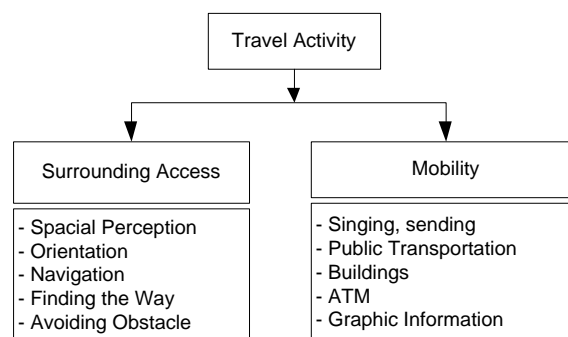 Travel Activity
Surrounding Access
- Spacial Perception
- Orientation
- Navigation
- Finding the Way
- Avoiding Obstacle
Mobility
- Singing, sending
- Public Transportation
- Buildings
- ATM
- Graphic Information